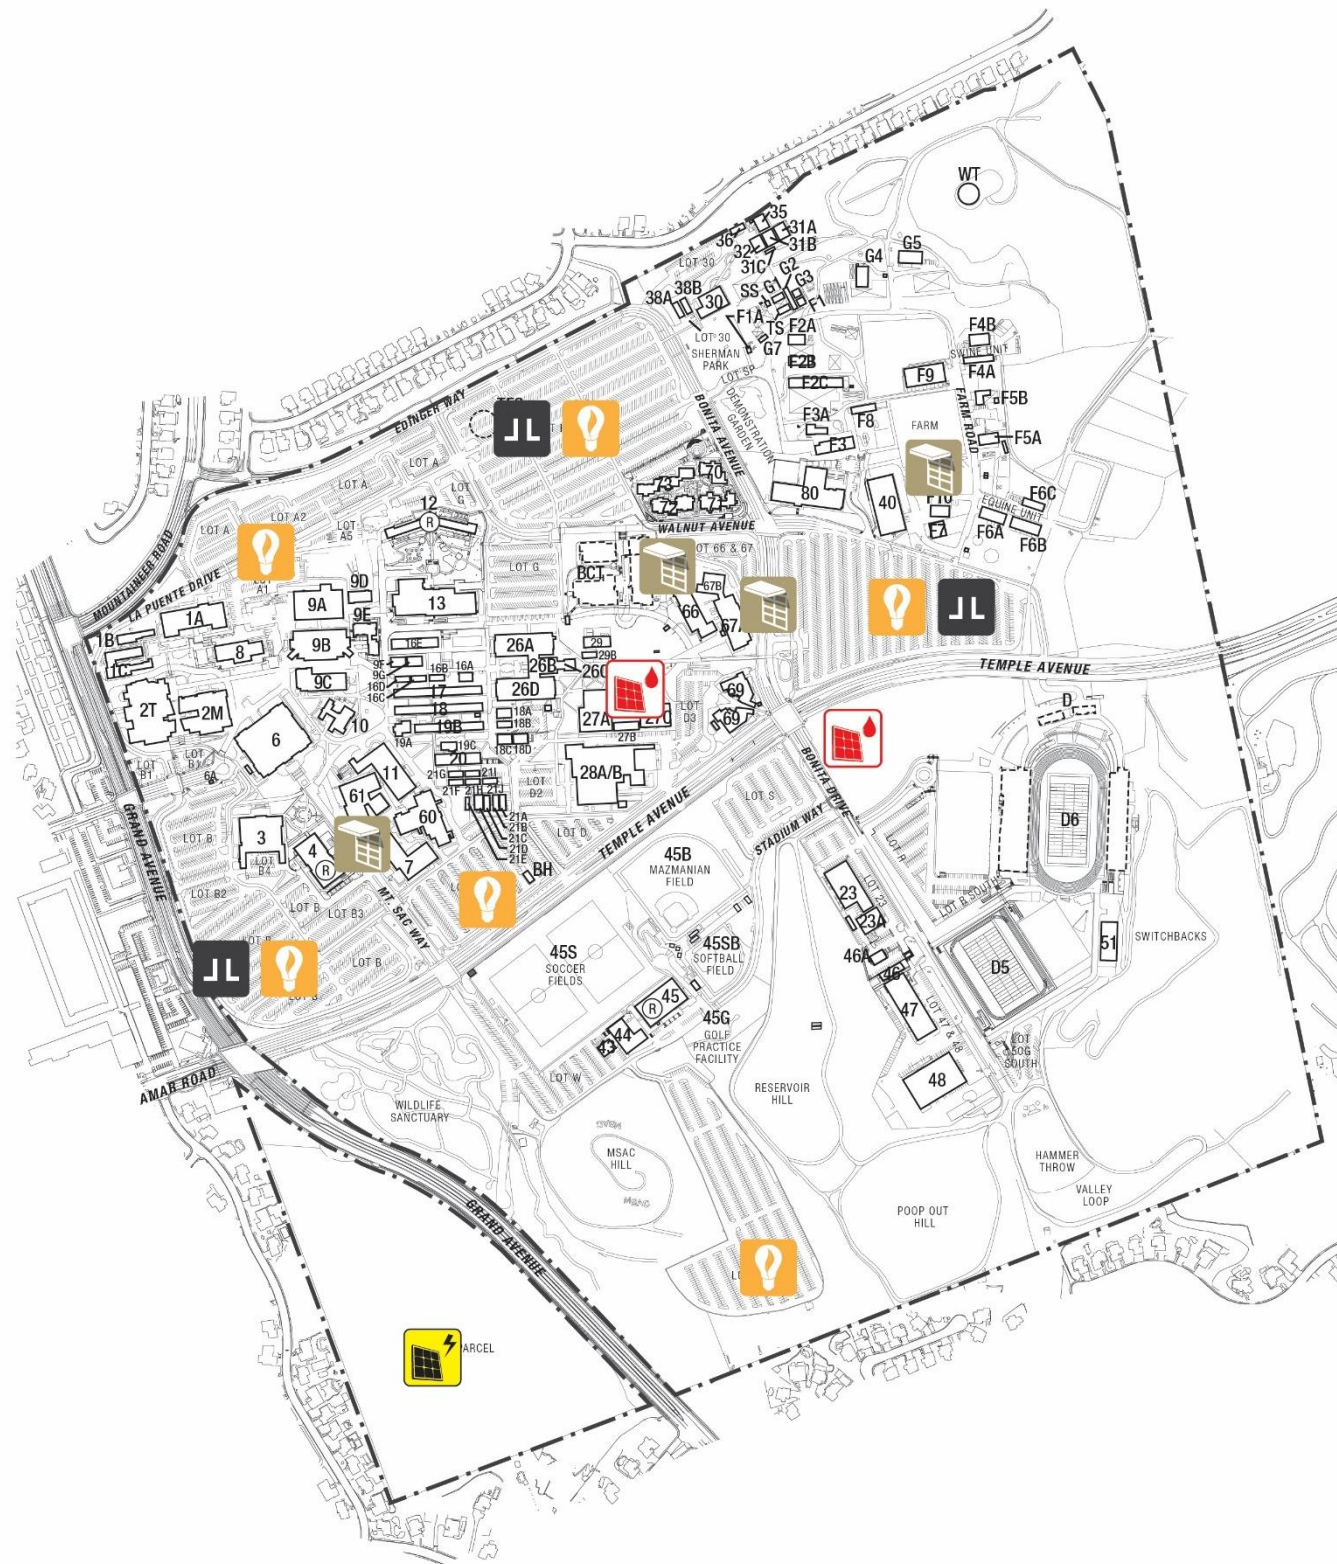 WT
35
36
31A
32
31B
31C
LOT 30
G5
G4
G2
G1
G3
SS
F1
38B
38A
30
F1A
TS
LOT 30
SHERMAN
PARK
G7
F2A
F2B
F2C
LOT SP
F4B
SWINE UNIT
F4A
F9
F5B
F8
FARM
FARM ROAD
F5A
F3A
F3
DEMONSTRATION
GARDEN
BONITA AVENUE
EDINGER WAY
LOT A
LOT A
LOT A2
LOT A
LOT
A5
LOT
G
12
R
73
70
72
71
80
40
F10
F7
F6C
EQUINE UNIT
F6A
F6B
WALNUT AVENUE
LOT 66 & 67
MOUNTAINEER ROAD
LA PUENTE DRIVE
A1
9D
9A
9E
13
LOT G
BCT
67B
66
67A
1A
1B
1C
8
9B
9C
16E
9F
9G
16D
16C
16B
16A
17
18
19B
19A
26A
26B
26D
29
29B
18A
18B
18C
18D
27A
27B
LOT
D3
69
69
TEMPLE AVENUE
D
2T
2M
10
6
LOT
B1
6A
11
61
60
19C
20
21G
21F
21H
21I
21J
21A
21B
21C
21D
21E
LOT
D2
28A/B
LOT D
BH
TEMPLE AVENUE
LOT S
STADIUM WAY
BONITA DRIVE
LOT R
D6
GRAND AVENUE
LOT B
3
LOT
B4
4
R
7
LOT B2
LOT B
LOT B3
LOT B
MT. SAC WAY
45B
MAZMANIAN
FIELD
23
LOT 23
23A
45S
SOCCER
FIELDS
45SB
SOFTBALL
FIELD
46A
46
47
LOT 47 & 48
48
D5
51
SWITCHBACKS
R
45
44
43
45G
GOLF
PRACTICE
FACILITY
LOT
50G
SOUTH
LOT W
AMAR ROAD
WILDLIFE
SANCTUARY
RESERVOIR
HILL
MSAC
HILL
MSAC
HAMMER
THROW
VALLEY
LOOP
POOP OUT
HILL
GRAND AVENUE
ARCEL